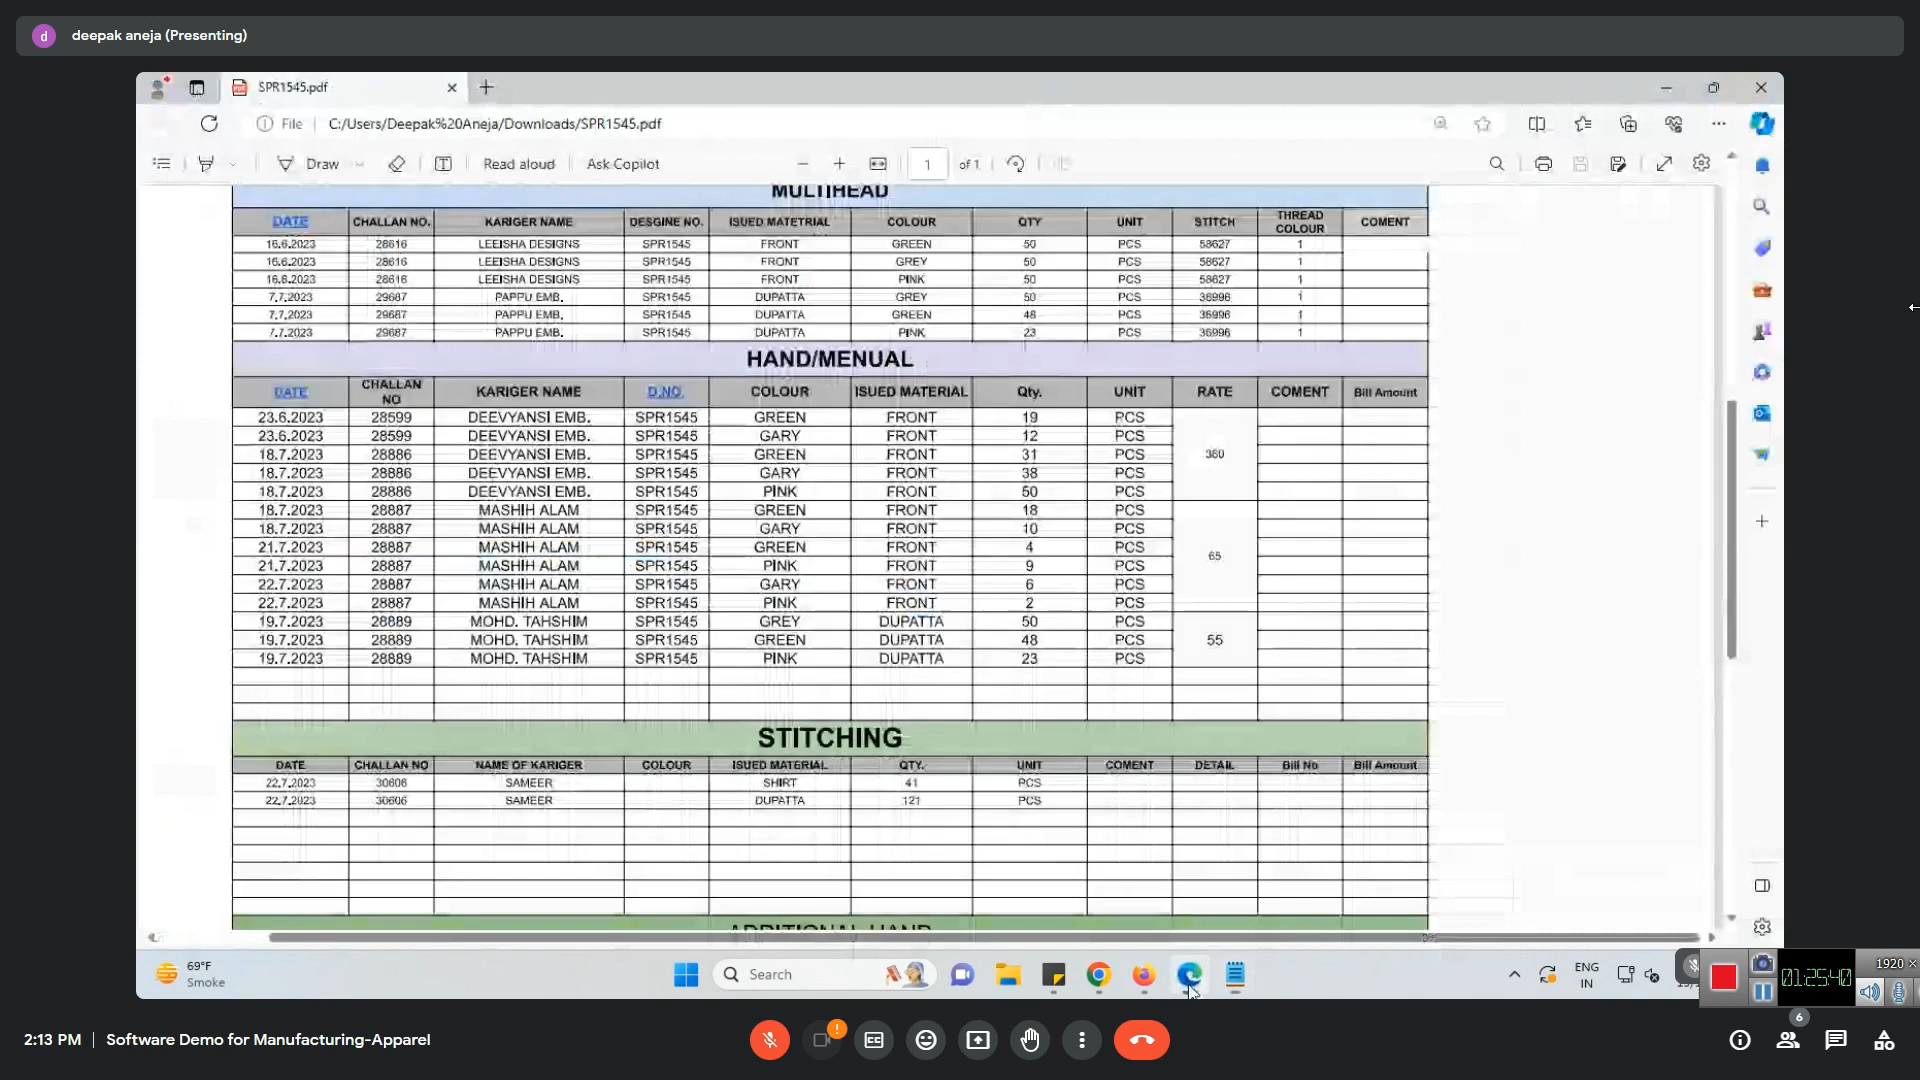 d deepak aneja (Presenting)
SPR1545.pdf
File C:/Users/Deepak%20Aneja/Downloads/SPR1545.pdf
Draw Read aloud Ask Copilot 1 of 1
MULTIHEAD
DATE CHALLAN NO. KARIGER NAME DESGINE NO. ISUED MATETRIAL COLOUR QTY UNIT STITCH THREAD COLOUR COMENT
16.6.2023 28616 LEEISHA DESIGNS SPR1545 FRONT GREEN 50 PCS 58627 1
16.6.2023 28616 LEEISHA DESIGNS SPR1545 FRONT GREY 50 PCS 58627 1
16.6.2023 28616 LEEISHA DESIGNS SPR1545 FRONT PINK 50 PCS 58627 1
7.7.2023 29687 PAPPU EMB. SPR1545 DUPATTA GREY 50 PCS 36996 1
7.7.2023 29687 PAPPU EMB. SPR1545 DUPATTA GREEN 48 PCS 36996 1
7.7.2023 29687 PAPPU EMB. SPR1545 DUPATTA PINK 23 PCS 36996 1
HAND/MENUAL
DATE CHALLAN NO KARIGER NAME D.NO. COLOUR ISUED MATERIAL Qty. UNIT RATE COMENT Bill Amount
23.6.2023 28599 DEEVYANSI EMB. SPR1545 GREEN FRONT 19 PCS
23.6.2023 28599 DEEVYANSI EMB. SPR1545 GARY FRONT 12 PCS
18.7.2023 28886 DEEVYANSI EMB. SPR1545 GREEN FRONT 31 PCS 360
18.7.2023 28886 DEEVYANSI EMB. SPR1545 GARY FRONT 38 PCS
18.7.2023 28886 DEEVYANSI EMB. SPR1545 PINK FRONT 50 PCS
18.7.2023 28887 MASHIH ALAM SPR1545 GREEN FRONT 18 PCS
18.7.2023 28887 MASHIH ALAM SPR1545 GARY FRONT 10 PCS
21.7.2023 28887 MASHIH ALAM SPR1545 GREEN FRONT 4 PCS 65
21.7.2023 28887 MASHIH ALAM SPR1545 PINK FRONT 9 PCS
22.7.2023 28887 MASHIH ALAM SPR1545 GARY FRONT 6 PCS
22.7.2023 28887 MASHIH ALAM SPR1545 PINK FRONT 2 PCS
19.7.2023 28889 MOHD. TAHSHIM SPR1545 GREY DUPATTA 50 PCS
19.7.2023 28889 MOHD. TAHSHIM SPR1545 GREEN DUPATTA 48 PCS 55
19.7.2023 28889 MOHD. TAHSHIM SPR1545 PINK DUPATTA 23 PCS
STITCHING
DATE CHALLAN NO NAME OF KARIGER COLOUR ISUED MATERIAL QTY. UNIT COMENT DETAIL Bill No Bill Amount
22.7.2023 30606 SAMEER SHIRT 41 PCS
22.7.2023 30606 SAMEER DUPATTA 121 PCS
ADDITIONAL HAND
69°F
Smoke
Search
ENG
IN
01:25:40
1920
6
2:13 PM Software Demo for Manufacturing-Apparel